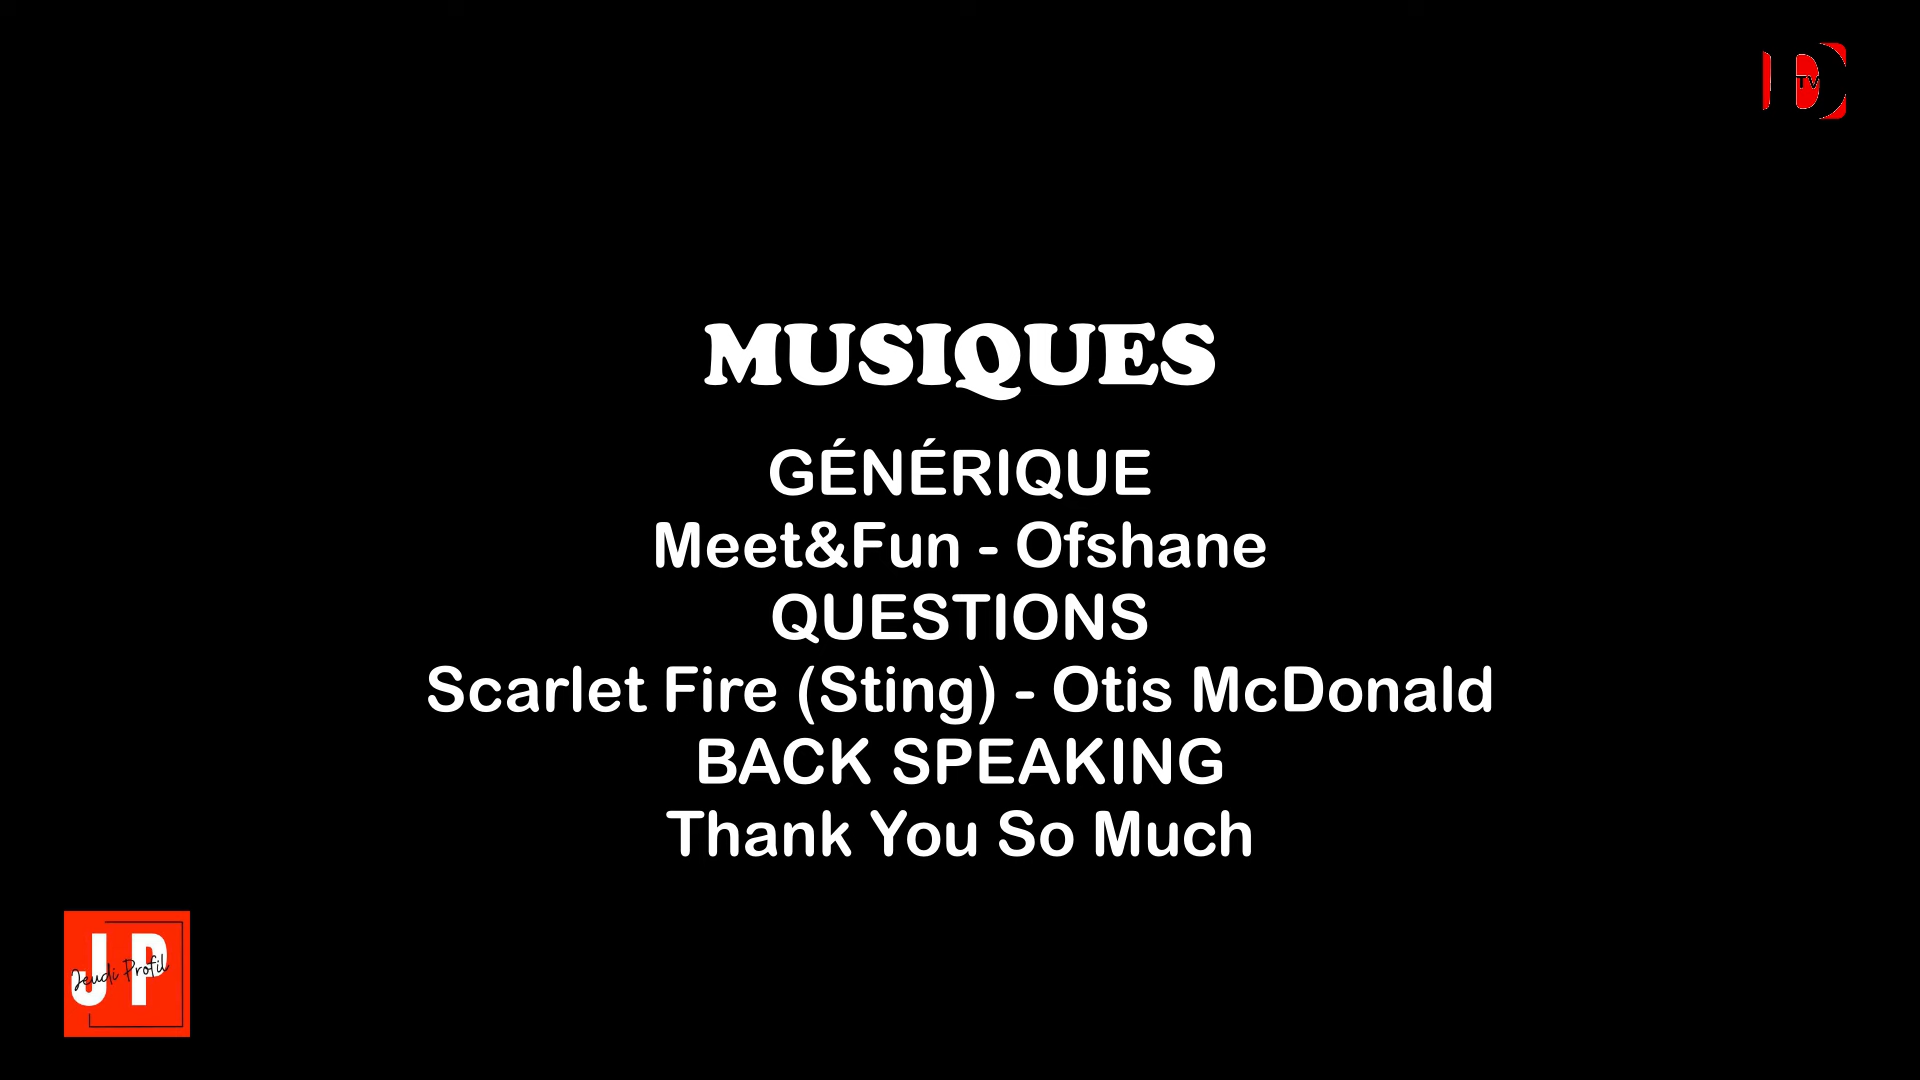 DC
TV
MUSIQUES
GÉNÉRIQUE
Meet&Fun - Ofshane
QUESTIONS
Scarlet Fire (Sting) - Otis McDonald
BACK SPEAKING
Thank You So Much
JP
Jeudi Profil